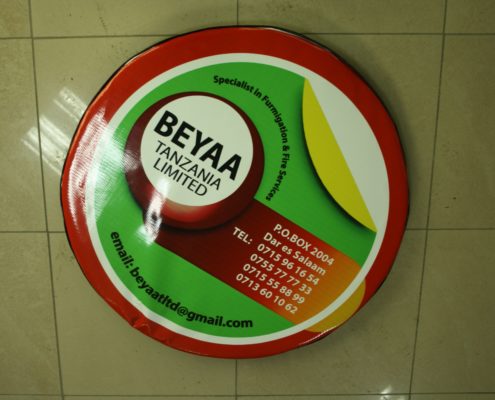 Specialist in Furmigation & Fire Services
BEYAA
TANZANIA
LIMITED
P.O.BOX 2004
Dar es Salaam
TEL: 0715 96 16 54
0755 77 77 33
0715 55 88 99
0713 60 10 62
email: beyaatltd@gmail.com